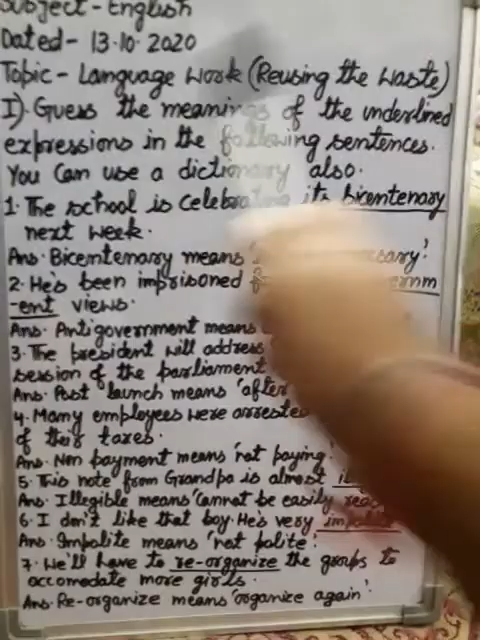 Subject - English
Dated - 13.10.2020
Topic - Language work (Reusing the waste)
I). Guess the meanings of the underlined
expressions in the following sentences.
You can use a dictionary also.
1. The school is celebrating its bicentenary
next week.
Ans. Bicentenary means
2. He's been imprisoned
-ent views.
Ans. Antigovernment means
3. The president will address
session of the parliament
Ans. Post launch means 'after
4. Many employees were arrested
of their taxes.
Ans. Non payment means 'not paying'.
5. This note from Grandpa is almost
Ans. Illegible means 'cannot be easily read
6. I don't like that boy. He's very impolite
Ans. Impolite means 'not polite'.
7. We'll have to re-organize the groups to
accomodate more girls.
Ans. Re-organize means 'organize again'.